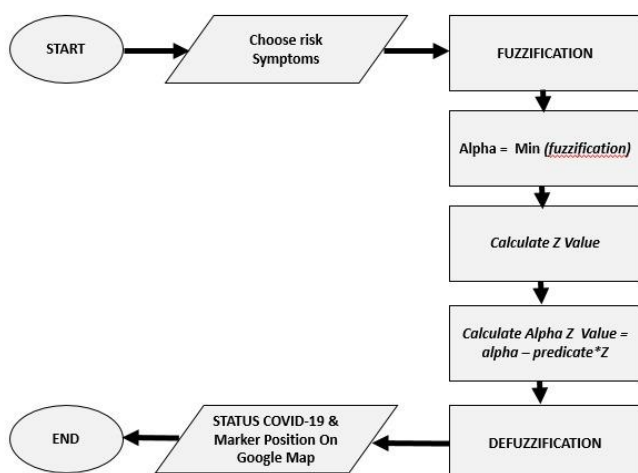 START
Choose risk
Symptoms
FUZZIFICATION
Alpha = Min (fuzzification)
Calculate Z Value
Calculate Alpha Z Value =
alpha – predicate*Z
DEFUZZIFICATION
STATUS COVID-19 &
Marker Position On
Google Map
END